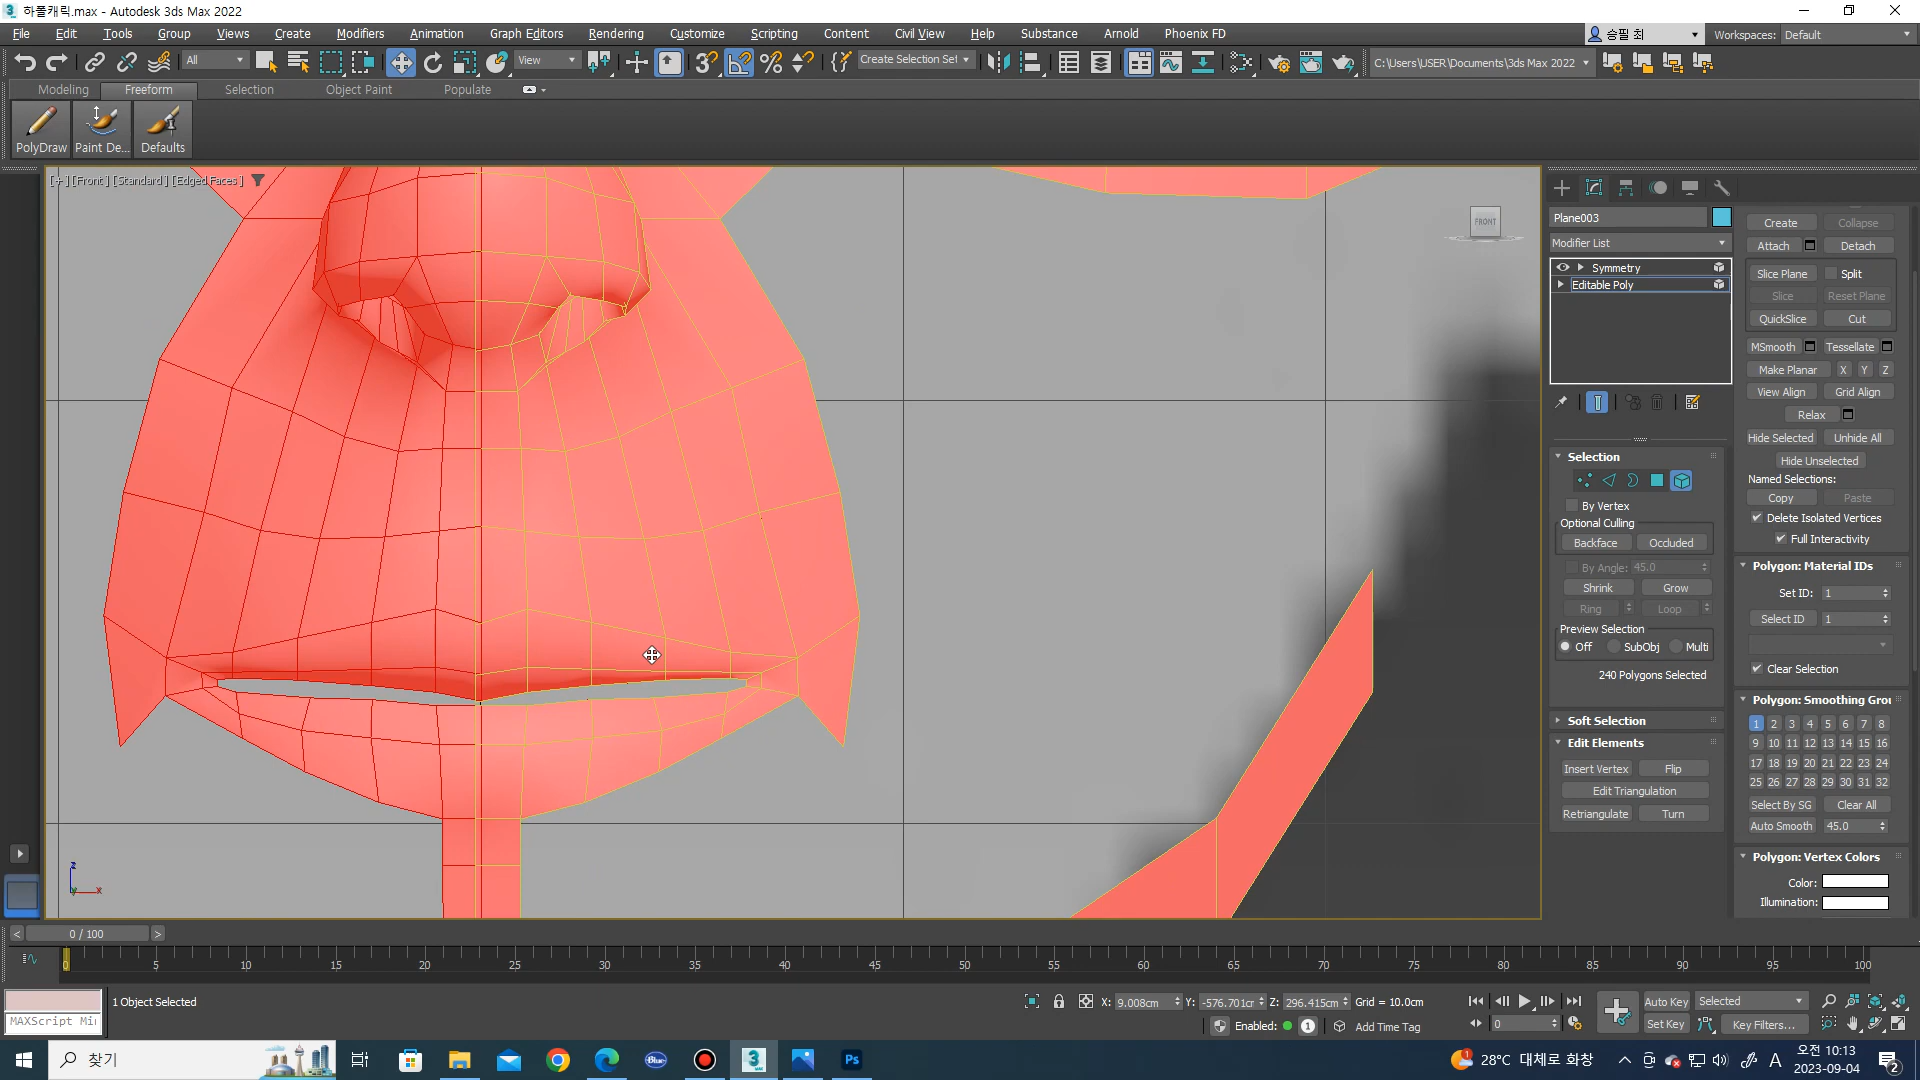 하폴캐릭.max - Autodesk 3ds Max 2022
File Edit Tools Group Views Create Modifiers Animation Graph Editors Rendering Customize Scripting Content Civil View Help Substance Arnold Phoenix FD
승필 최 Workspaces: Default
All View Create Selection Set C:\Users\USER\Documents\3ds Max 2022
Modeling Freeform Selection Object Paint Populate
PolyDraw Paint De... Defaults
[+] [Front] [Standard] [Edged Faces]
FRONT
Plane003
Modifier List
Symmetry
Editable Poly
Selection
By Vertex
Optional Culling
Backface Occluded
By Angle: 45.0
Shrink Grow
Ring Loop
Preview Selection
Off SubObj Multi
240 Polygons Selected
Soft Selection
Edit Elements
Insert Vertex Flip
Edit Triangulation
Retriangulate Turn
Create Collapse
Attach Detach
Slice Plane Split
Slice Reset Plane
QuickSlice Cut
MSmooth Tessellate
Make Planar X Y Z
View Align Grid Align
Relax
Hide Selected Unhide All
Hide Unselected
Named Selections:
Copy Paste
Delete Isolated Vertices
Full Interactivity
Polygon: Material IDs
Set ID: 1
Select ID 1
Clear Selection
Polygon: Smoothing Grou
1 2 3 4 5 6 7 8
9 10 11 12 13 14 15 16
17 18 19 20 21 22 23 24
25 26 27 28 29 30 31 32
Select By SG Clear All
Auto Smooth 45.0
Polygon: Vertex Colors
Color:
Illumination:
z
x
< 0 / 100 >
0 5 10 15 20 25 30 35 40 45 50 55 60 65 70 75 80 85 90 95 100
1 Object Selected X: 9.008cm Y: -576.701cr Z: 296.415cm Grid = 10.0cm Auto Key Selected
MAXScript Mi Enabled: 1 Add Time Tag 0 Set Key Key Filters...
찾기 Blue 3 MAX Ps 28°C 대체로 화창 A 오전 10:13
2023-09-04 2